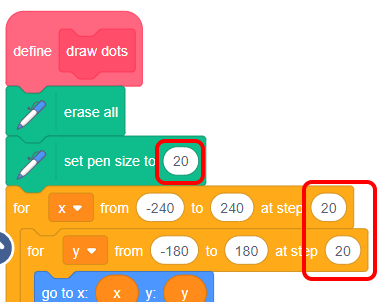 define draw dots
erase all
set pen size to 20
for x from -240 to 240 at step 20
for y from -180 to 180 at step 20
go to x: x y: y